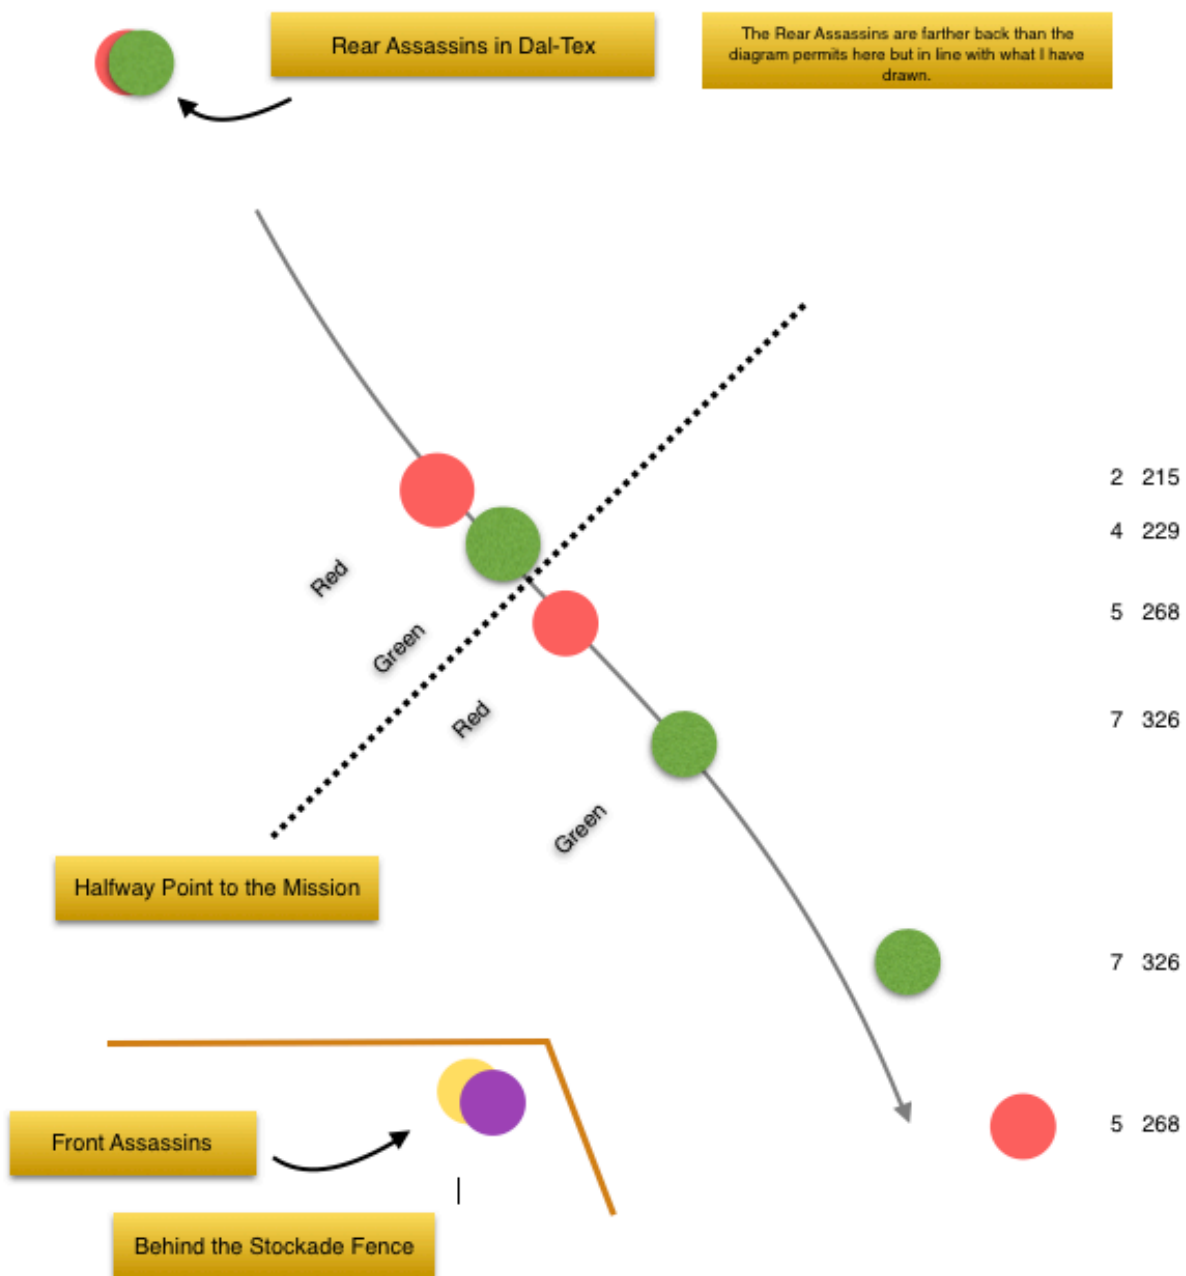 Rear Assassins in Dal-Tex
The Rear Assassins are farther back than the
diagram permits here but in line with what I have
drawn.
2 215
4 229
Red
5 268
Green
Red
7 326
Green
Halfway Point to the Mission
7 326
Front Assassins
5 268
Behind the Stockade Fence